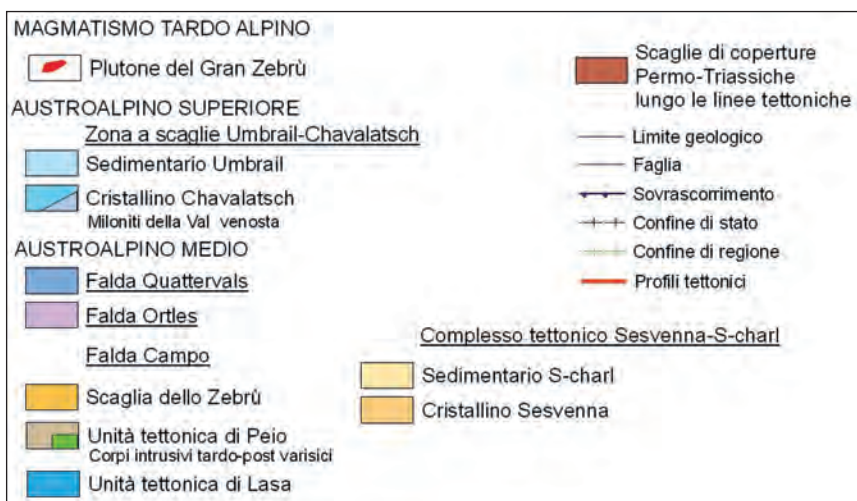 MAGMATISMO TARDO ALPINO
Plutone del Gran Zebrù
AUSTROALPINO SUPERIORE
Zona a scaglie Umbrail-Chavalatsch
Sedimentario Umbrail
Cristallino Chavalatsch
Miloniti della Val venosta
AUSTROALPINO MEDIO
Falda Quattervals
Falda Ortles
Falda Campo
Scaglia dello Zebrù
Unità tettonica di Peio
Corpi intrusivi tardo-post varisici
Unità tettonica di Lasa
Scaglie di coperture
Permo-Triassiche
lungo le linee tettoniche
Limite geologico
Faglia
Sovrascorrimento
Confine di stato
Confine di regione
Profili tettonici
Complesso tettonico Sesvenna-S-charl
Sedimentario S-charl
Cristallino Sesvenna